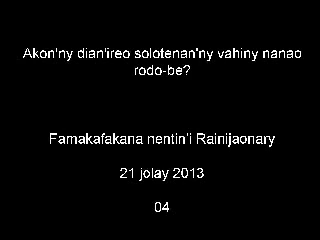 Akon'ny dian'ireo solotenan'ny vahiny nanao
rodo-be?
Famakafakana nentin'i Rainijaonary
21 jolay 2013
04